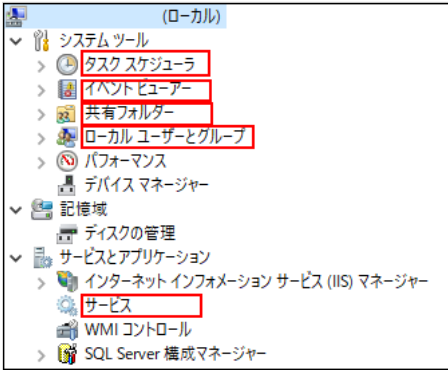 (ローカル)
システム ツール
タスク スケジューラ
イベント ビューアー
共有フォルダー
ローカル ユーザーとグループ
パフォーマンス
デバイス マネージャー
記憶域
ディスクの管理
サービスとアプリケーション
インターネット インフォメーション サービス (IIS) マネージャー
サービス
WMI コントロール
SQL Server 構成マネージャー